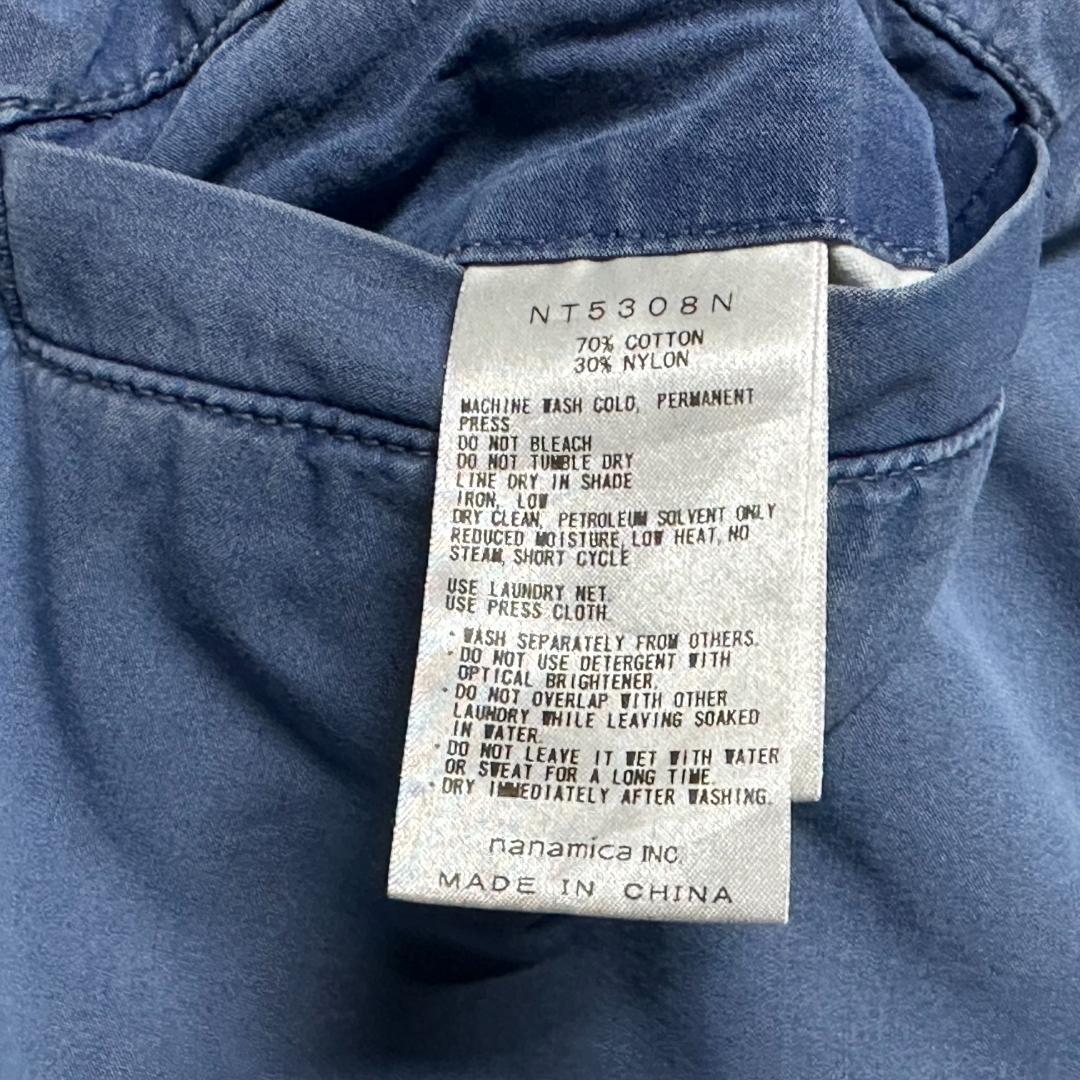 NT5308N
70% COTTON
30% NYLON
MACHINE WASH COLD, PERMANENT
PRESS
DO NOT BLEACH
DO NOT TUMBLE DRY
LINE DRY IN SHADE
IRON, LOW
DRY CLEAN, PETROLEUM SOLVENT ONLY
REDUCED MOISTURE, LOW HEAT, NO
STEAM, SHORT CYCLE
USE LAUNDRY NET.
USE PRESS CLOTH.
・WASH SEPARATELY FROM OTHERS.
・DO NOT USE DETERGENT WITH
OPTICAL BRIGHTENER.
・DO NOT OVERLAP WITH OTHER
LAUNDRY WHILE LEAVING SOAKED
IN WATER.
・DO NOT LEAVE IT WET WITH WATER
OR SWEAT FOR A LONG TIME.
・DRY IMMEDIATELY AFTER WASHING.
nanamica INC.
MADE IN CHINA